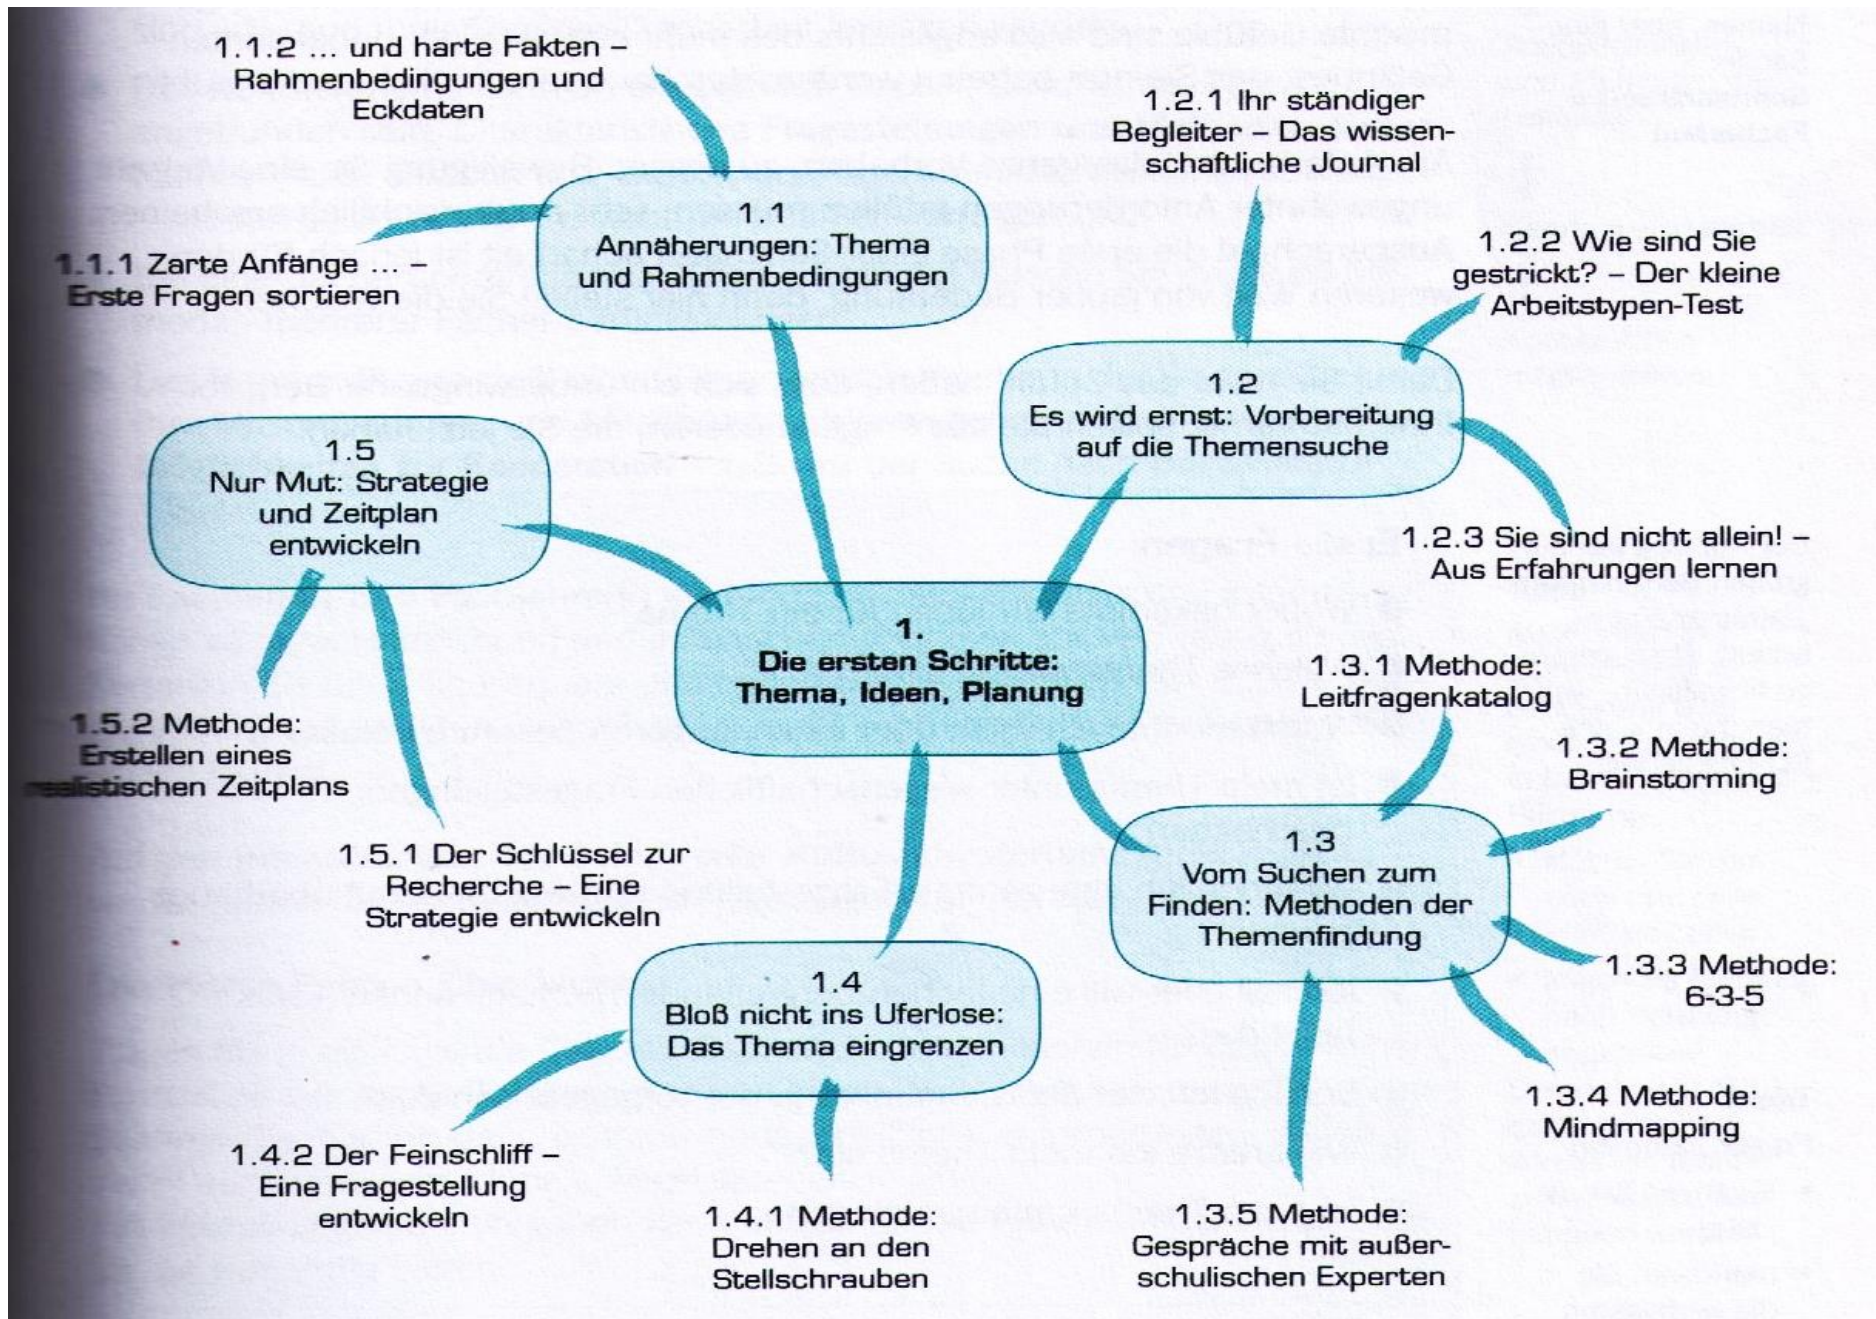 1.1.2 ... und harte Fakten –
Rahmenbedingungen und
Eckdaten
1.1.1 Zarte Anfänge ... –
Erste Fragen sortieren
1.1
Annäherungen: Thema
und Rahmenbedingungen
1.2.1 Ihr ständiger
Begleiter – Das wissen-
schaftliche Journal
1.2.2 Wie sind Sie
gestrickt? – Der kleine
Arbeitstypen-Test
1.2
Es wird ernst: Vorbereitung
auf die Themensuche
1.2.3 Sie sind nicht allein! –
Aus Erfahrungen lernen
1.5
Nur Mut: Strategie
und Zeitplan
entwickeln
1.
Die ersten Schritte:
Thema, Ideen, Planung
1.5.2 Methode:
Erstellen eines
realistischen Zeitplans
1.5.1 Der Schlüssel zur
Recherche – Eine
Strategie entwickeln
1.3.1 Methode:
Leitfragenkatalog
1.3.2 Methode:
Brainstorming
1.3
Vom Suchen zum
Finden: Methoden der
Themenfindung
1.3.3 Methode:
6-3-5
1.3.4 Methode:
Mindmapping
1.3.5 Methode:
Gespräche mit außer-
schulischen Experten
1.4
Bloß nicht ins Uferlose:
Das Thema eingrenzen
1.4.2 Der Feinschliff –
Eine Fragestellung
entwickeln
1.4.1 Methode:
Drehen an den
Stellschrauben